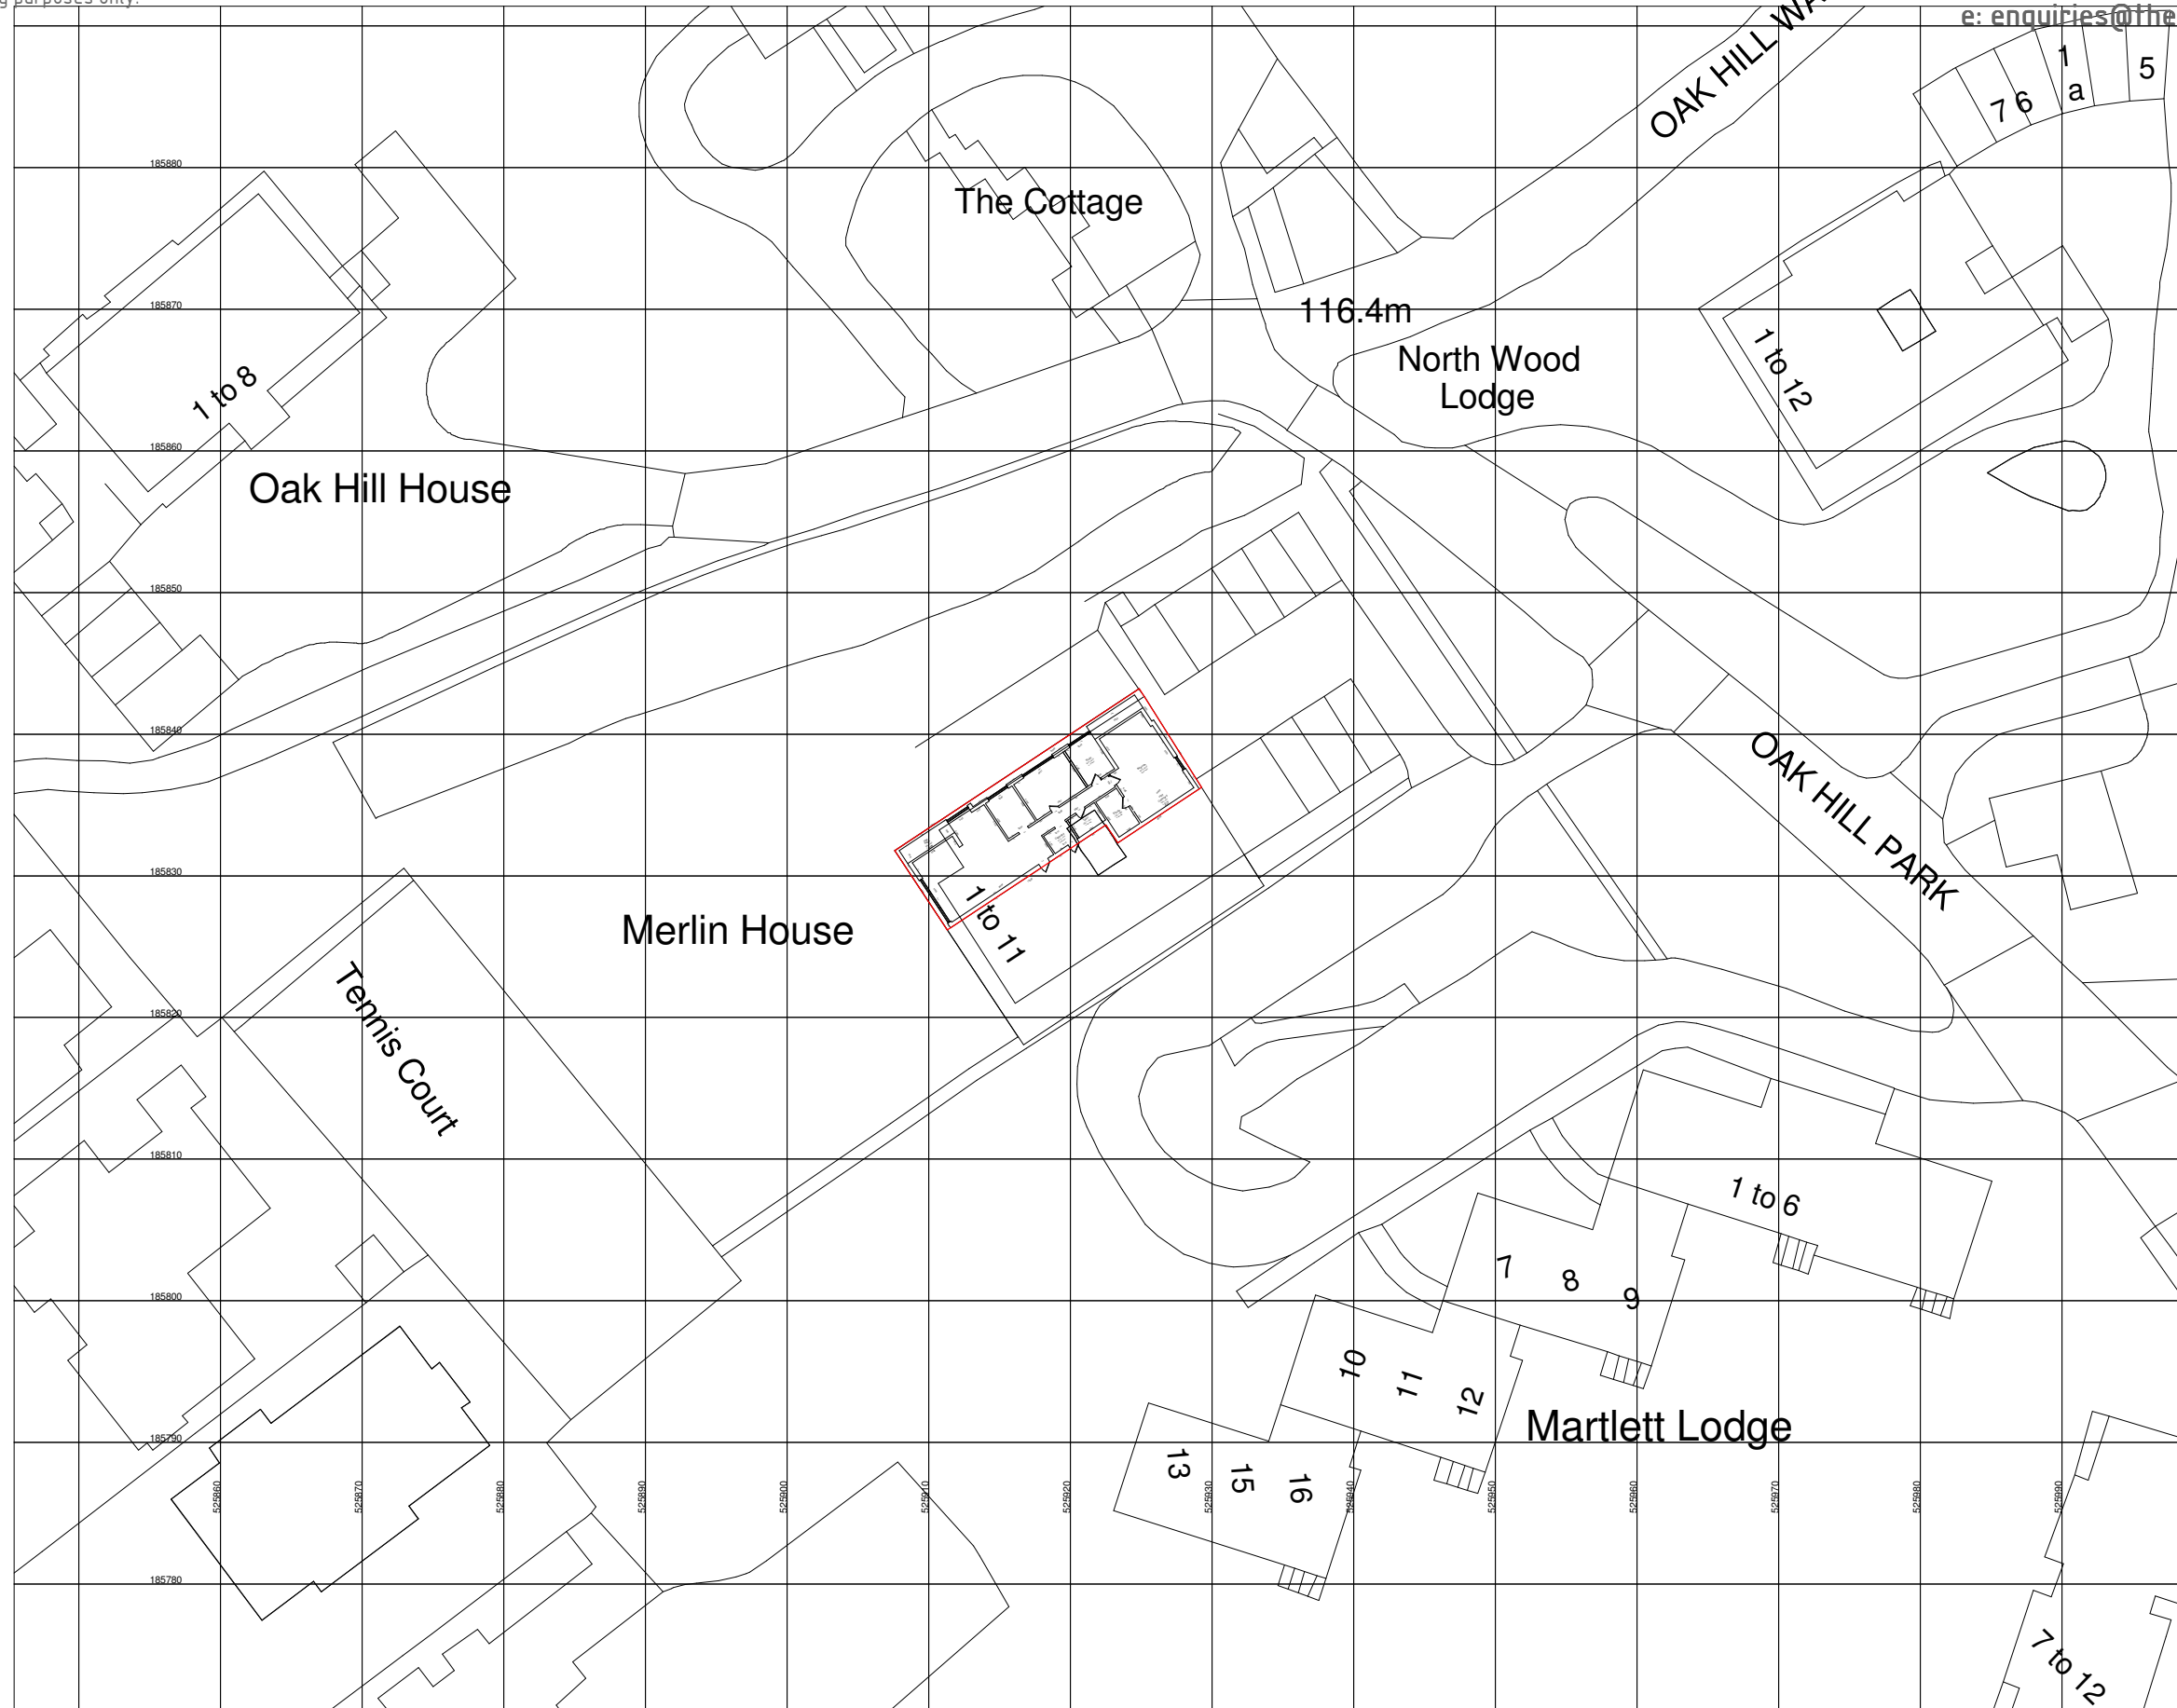 g purposes only.
e: enquiries@the
OAK HILL WA
1
a
5
7 6
185880
The Cottage
185870
116.4m
North Wood
Lodge
1 to 12
1 to 8
185860
Oak Hill House
185850
185840
OAK HILL PARK
185830
1 to 11
Merlin House
Tennis Court
185820
185810
1 to 6
7
8
9
185800
10
11
12
Martlett Lodge
185790
13
15
16
525860
525870
525880
525890
525900
525910
525920
525930
525940
525950
525960
525970
525980
525990
185780
7 to 12